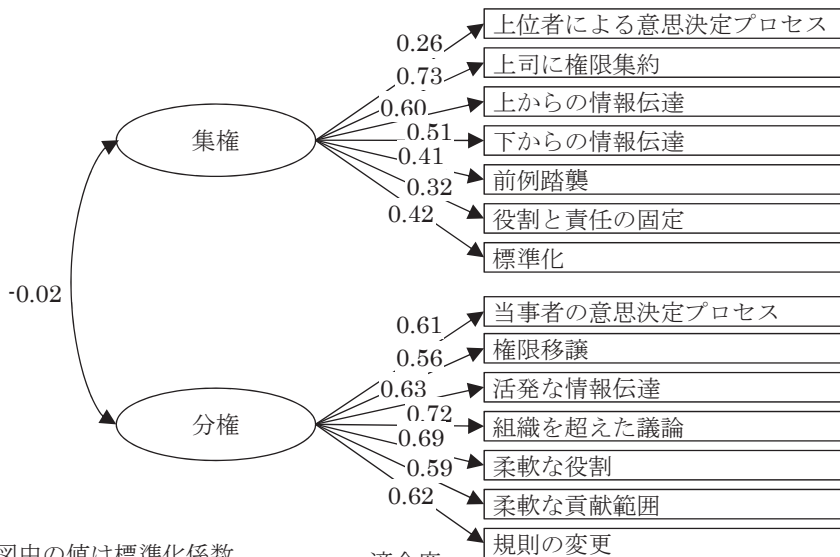 0.26
上位者による意思決定プロセス
0.73
上司に権限集約
0.60
上からの情報伝達
集権
0.51
下からの情報伝達
0.41
前例踏襲
0.32
役割と責任の固定
0.42
標準化
-0.02
当事者の意思決定プロセス
0.61
権限移譲
0.56
活発な情報伝達
0.63
分権
0.72
組織を超えた議論
0.69
柔軟な役割
0.59
柔軟な貢献範囲
0.62
規則の変更
図中の値は標準化係数
適合度